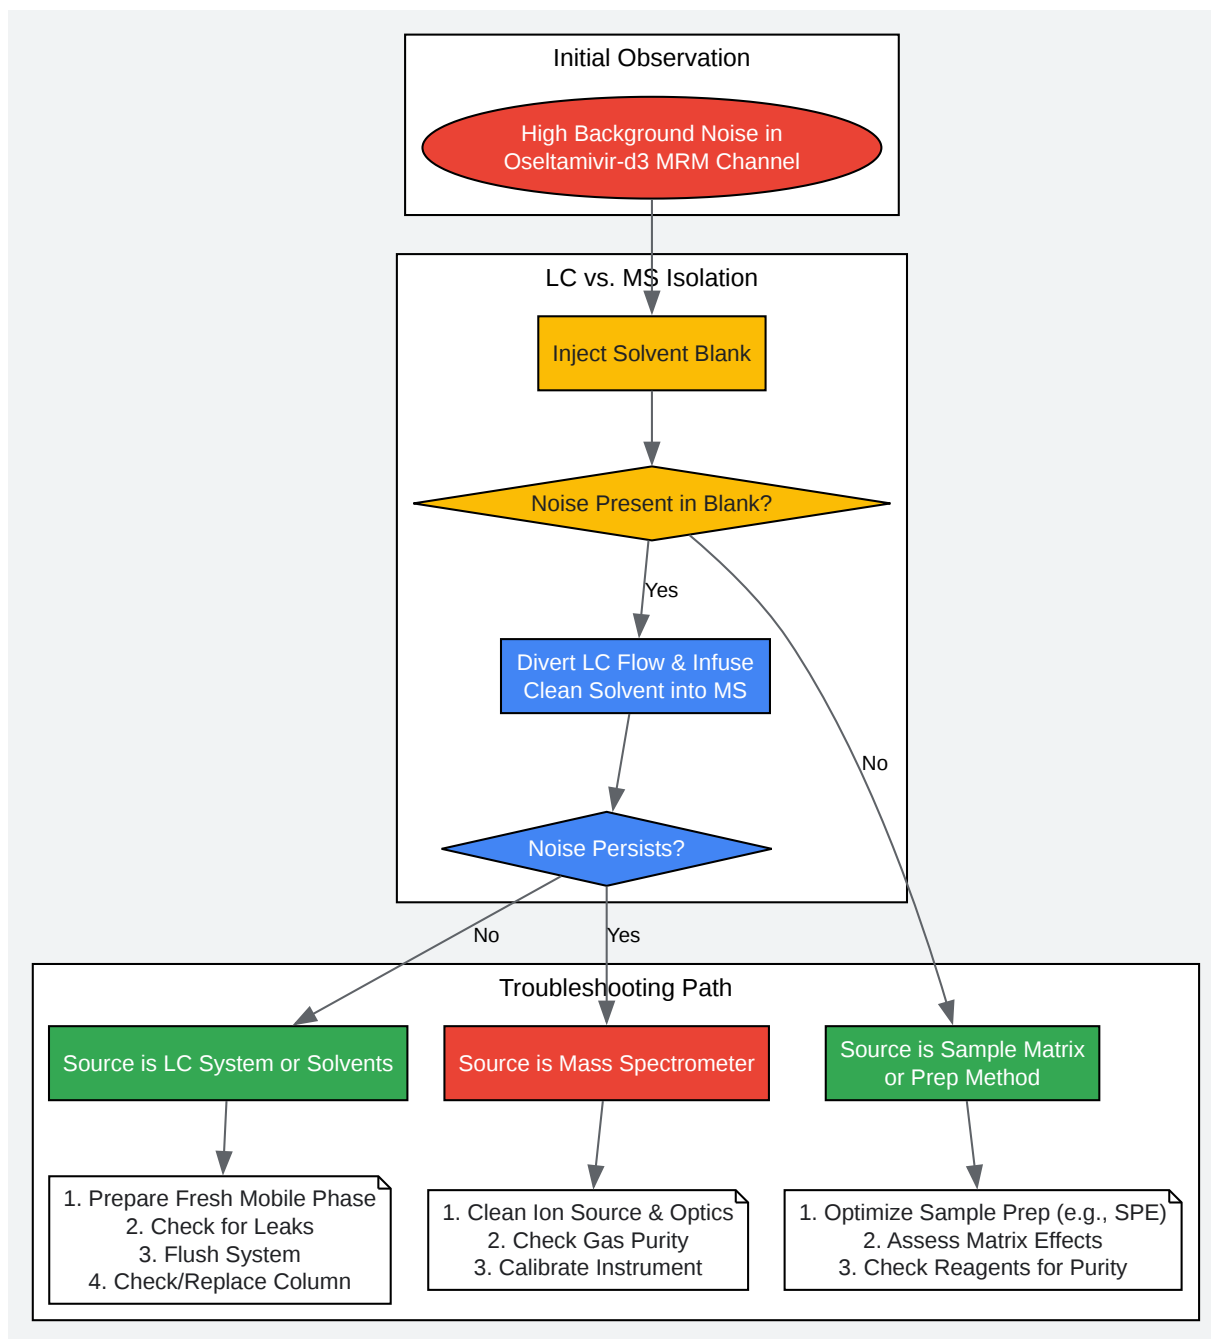 Initial Observation
High Background Noise in
Oseltamivir-d3 MRM Channel
LC vs. MS Isolation
Inject Solvent Blank
Noise Present in Blank?
Yes
Divert LC Flow & Infuse
Clean Solvent into MS
No
Noise Persists?
No
Yes
Troubleshooting Path
Source is LC System or Solvents
Source is Mass Spectrometer
Source is Sample Matrix
or Prep Method
1. Prepare Fresh Mobile Phase
2. Check for Leaks
3. Flush System
4. Check/Replace Column
1. Clean Ion Source & Optics
2. Check Gas Purity
3. Calibrate Instrument
1. Optimize Sample Prep (e.g., SPE)
2. Assess Matrix Effects
3. Check Reagents for Purity